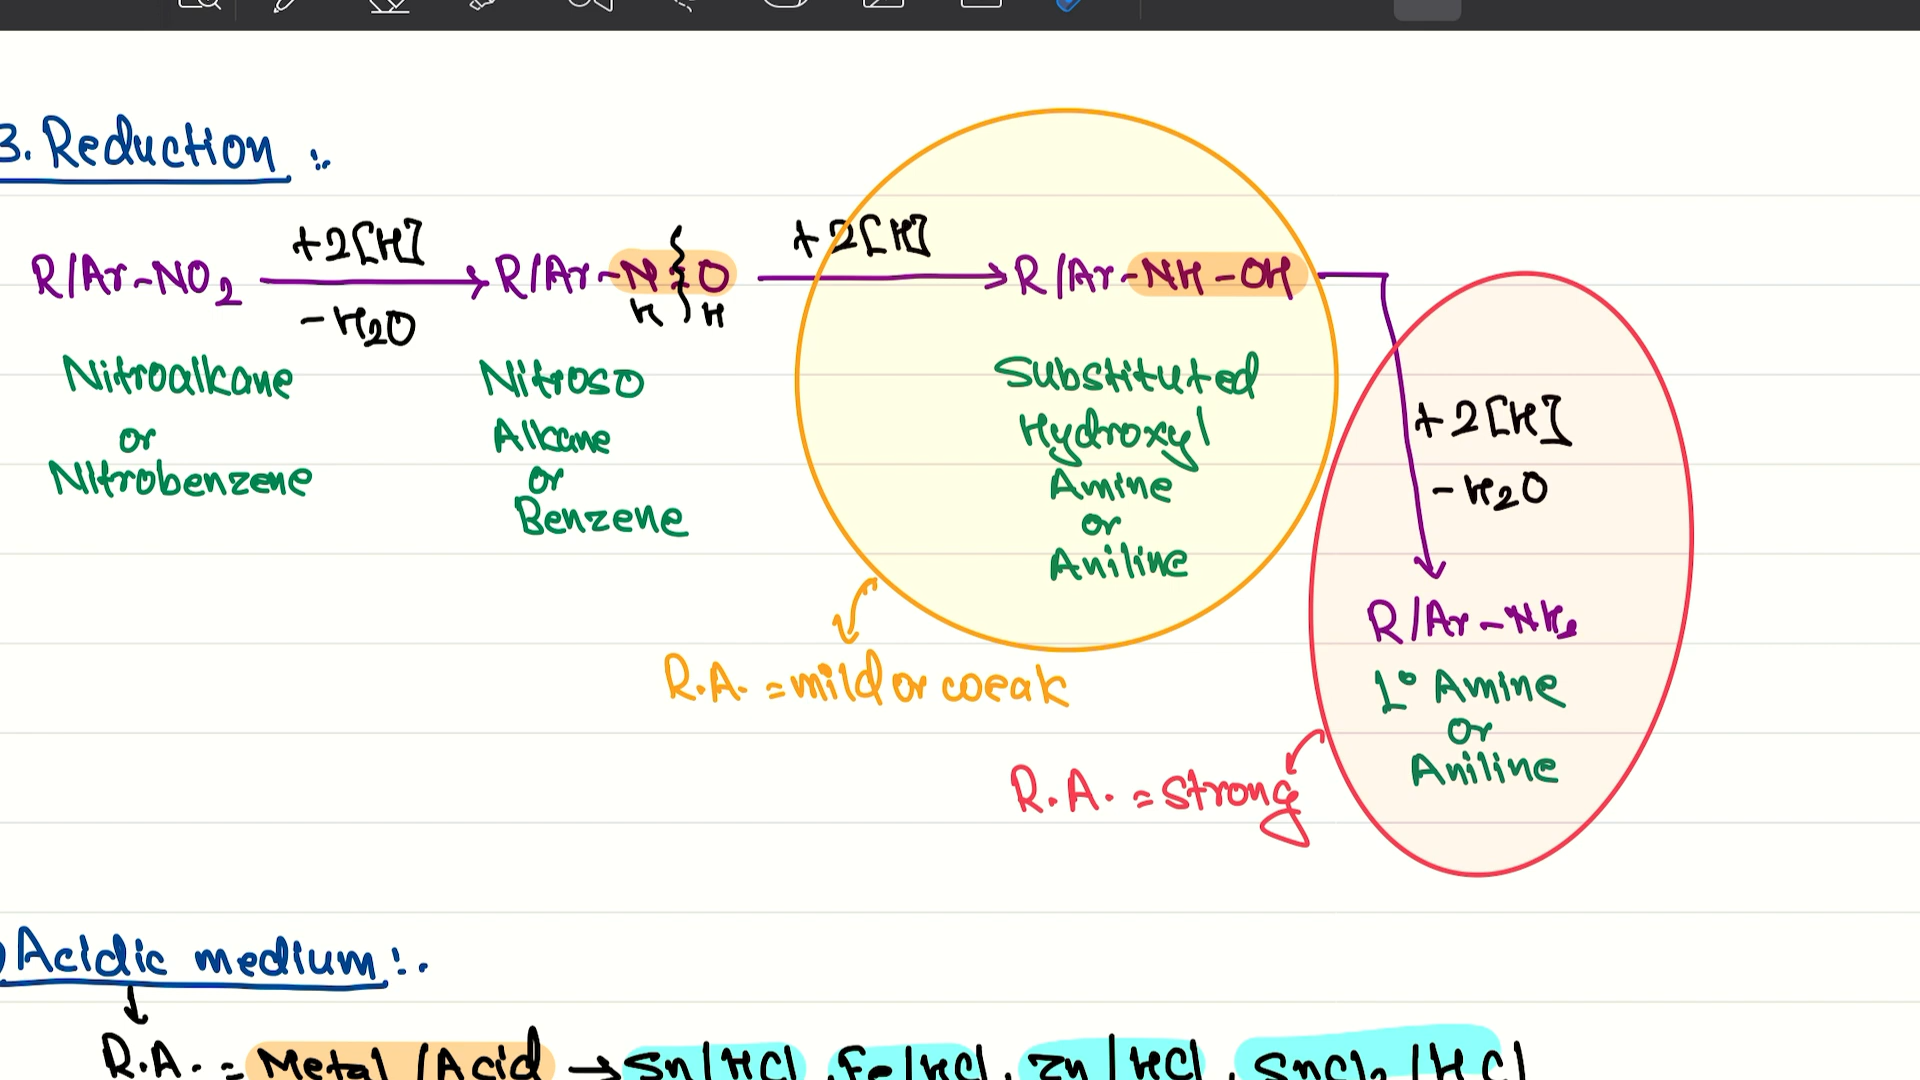 3. Reduction :-
+2[H] +2[H]
R/Ar-NO2 → R/Ar-N{O → R/Ar-NH-OH
-H2O H H
Nitroalkane
or
Nitrobenzene
Nitroso
Alkane
or
Benzene
Substituted
Hydroxyl
Amine
or
Aniline
+2[H]
-H2O
R/Ar-NH2
1° Amine
or
Aniline
R.A. = mild or weak
R.A. = Strong
Acidic medium :-
↓
R.A. = Metal/Acid → Sn/HCl, Fe/HCl, Zn/HCl, SnCl2/HCl